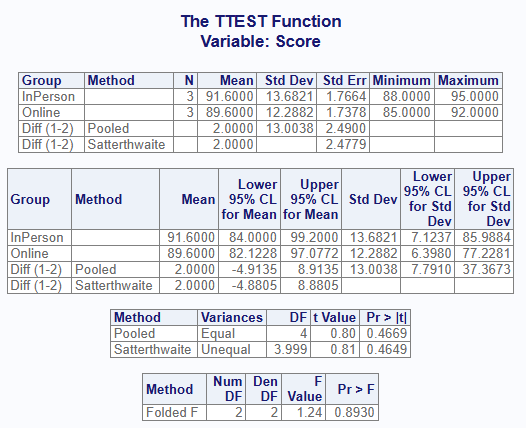 The TTEST Function
Variable: Score
Group Method N Mean Std Dev Std Err Minimum Maximum
InPerson 3 91.6000 13.6821 1.7664 88.0000 95.0000
Online 3 89.6000 12.2882 1.7378 85.0000 92.0000
Diff (1-2) Pooled 2.0000 13.0038 2.4900
Diff (1-2) Satterthwaite 2.0000 2.4779
Group Method Mean Lower 95% CL for Mean Upper 95% CL for Mean Std Dev Lower 95% CL for Std Dev Upper 95% CL for Std Dev
InPerson 91.6000 84.0000 99.2000 13.6821 7.1237 85.9884
Online 89.6000 82.1228 97.0772 12.2882 6.3980 77.2281
Diff (1-2) Pooled 2.0000 -4.9135 8.9135 13.0038 7.7910 37.3673
Diff (1-2) Satterthwaite 2.0000 -4.8805 8.8805
Method Variances DF t Value Pr > |t|
Pooled Equal 4 0.80 0.4669
Satterthwaite Unequal 3.999 0.81 0.4649
Method Num DF Den DF F Value Pr > F
Folded F 2 2 1.24 0.8930